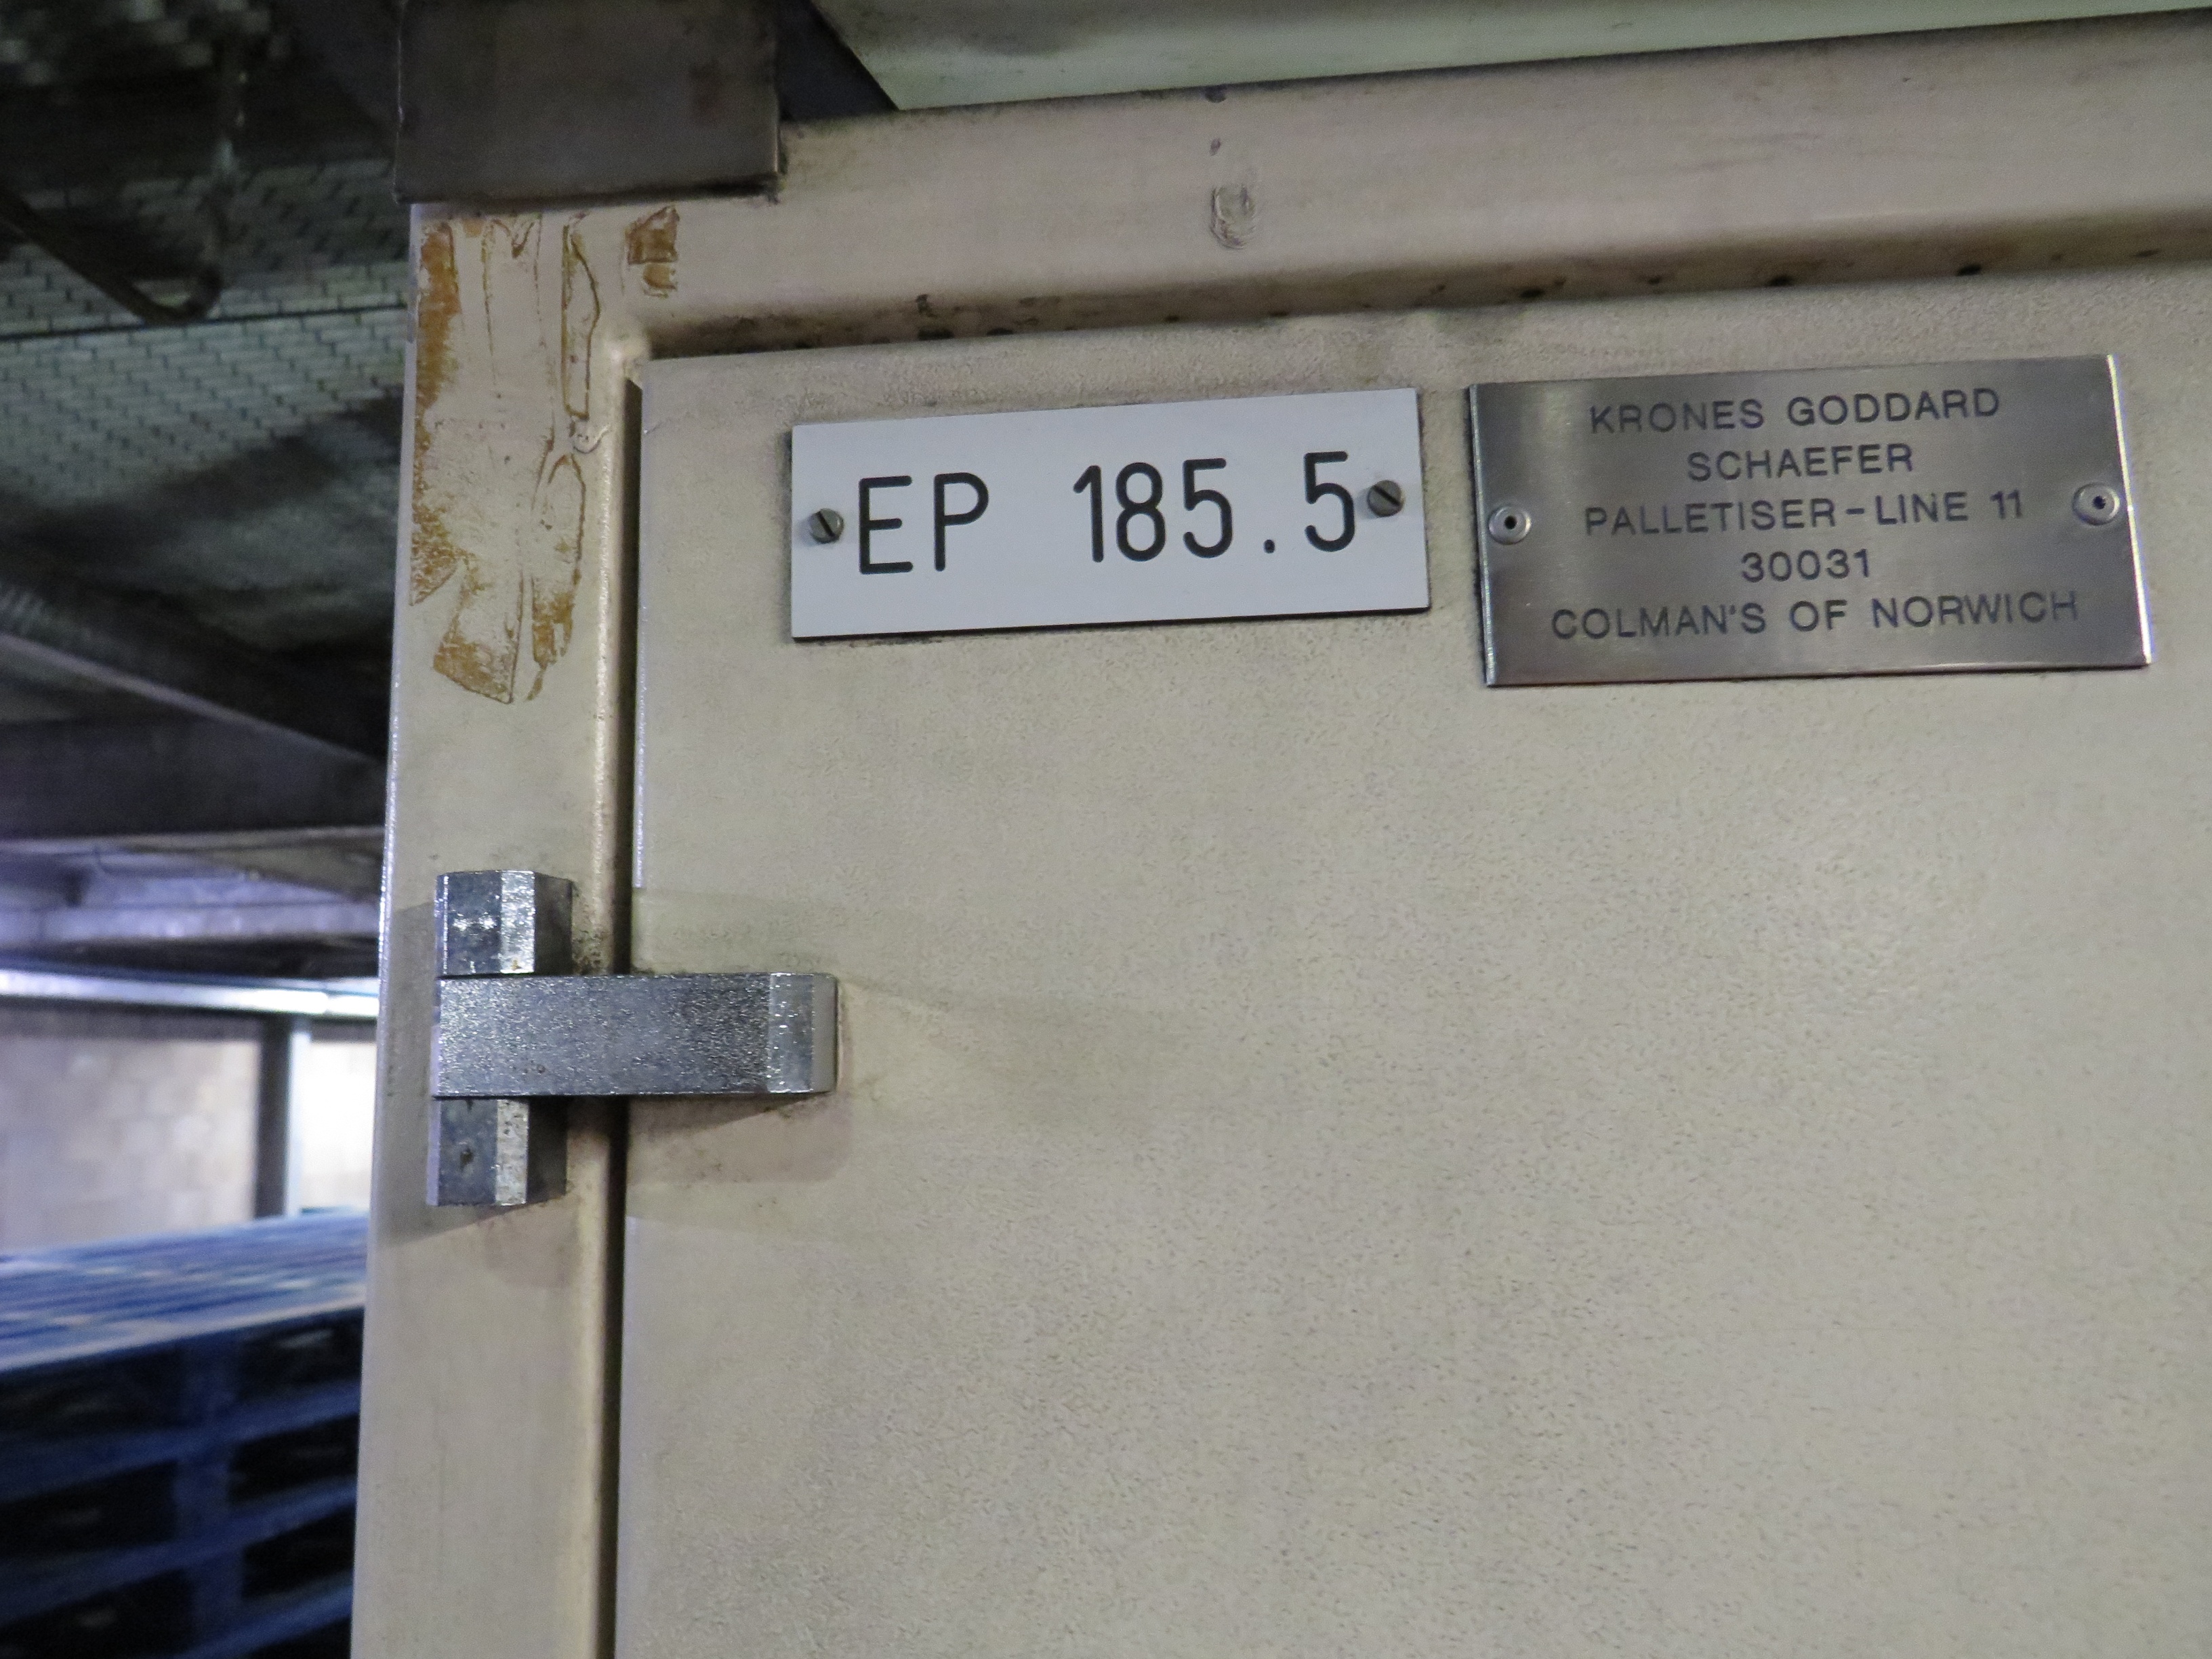 EP 185.5
KRONES GODDARD
SCHAEFER
PALLETISER-LINE 11
30031
COLMAN'S OF NORWICH